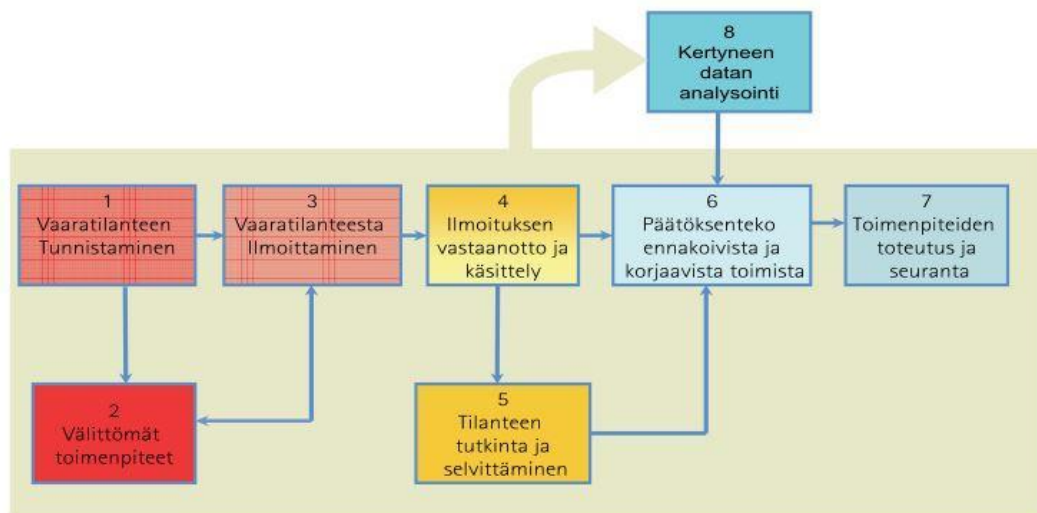 8
Kertyneen
datan
analysointi
1
Vaaratilanteen
Tunnistaminen
3
Vaaratilanteesta
Ilmoittaminen
4
Ilmoituksen
vastaanotto ja
käsittely
6
Päätöksenteko
ennakoivista ja
korjaavista toimista
7
Toimenpiteiden
toteutus ja
seuranta
2
Välittömät
toimenpiteet
5
Tilanteen
tutkinta ja
selvittäminen